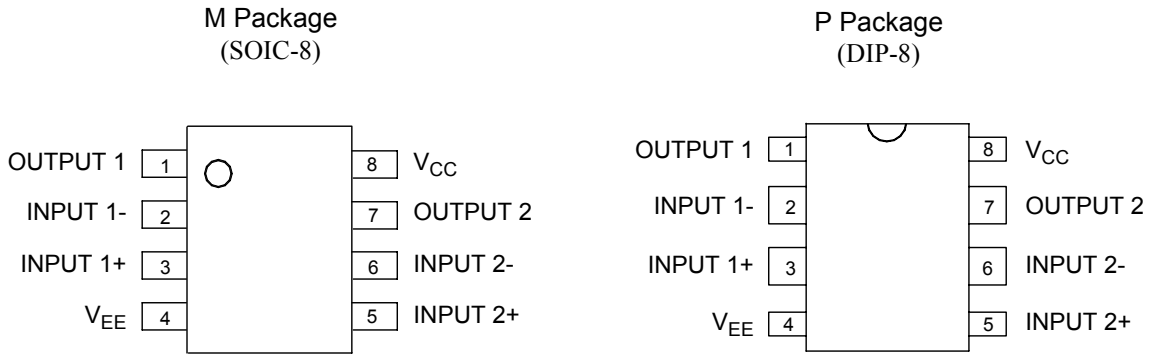 M Package
(SOIC-8)
OUTPUT 1 1
INPUT 1- 2
INPUT 1+ 3
VEE 4
8 VCC
7 OUTPUT 2
6 INPUT 2-
5 INPUT 2+
P Package
(DIP-8)
OUTPUT 1 1
INPUT 1- 2
INPUT 1+ 3
VEE 4
8 VCC
7 OUTPUT 2
6 INPUT 2-
5 INPUT 2+